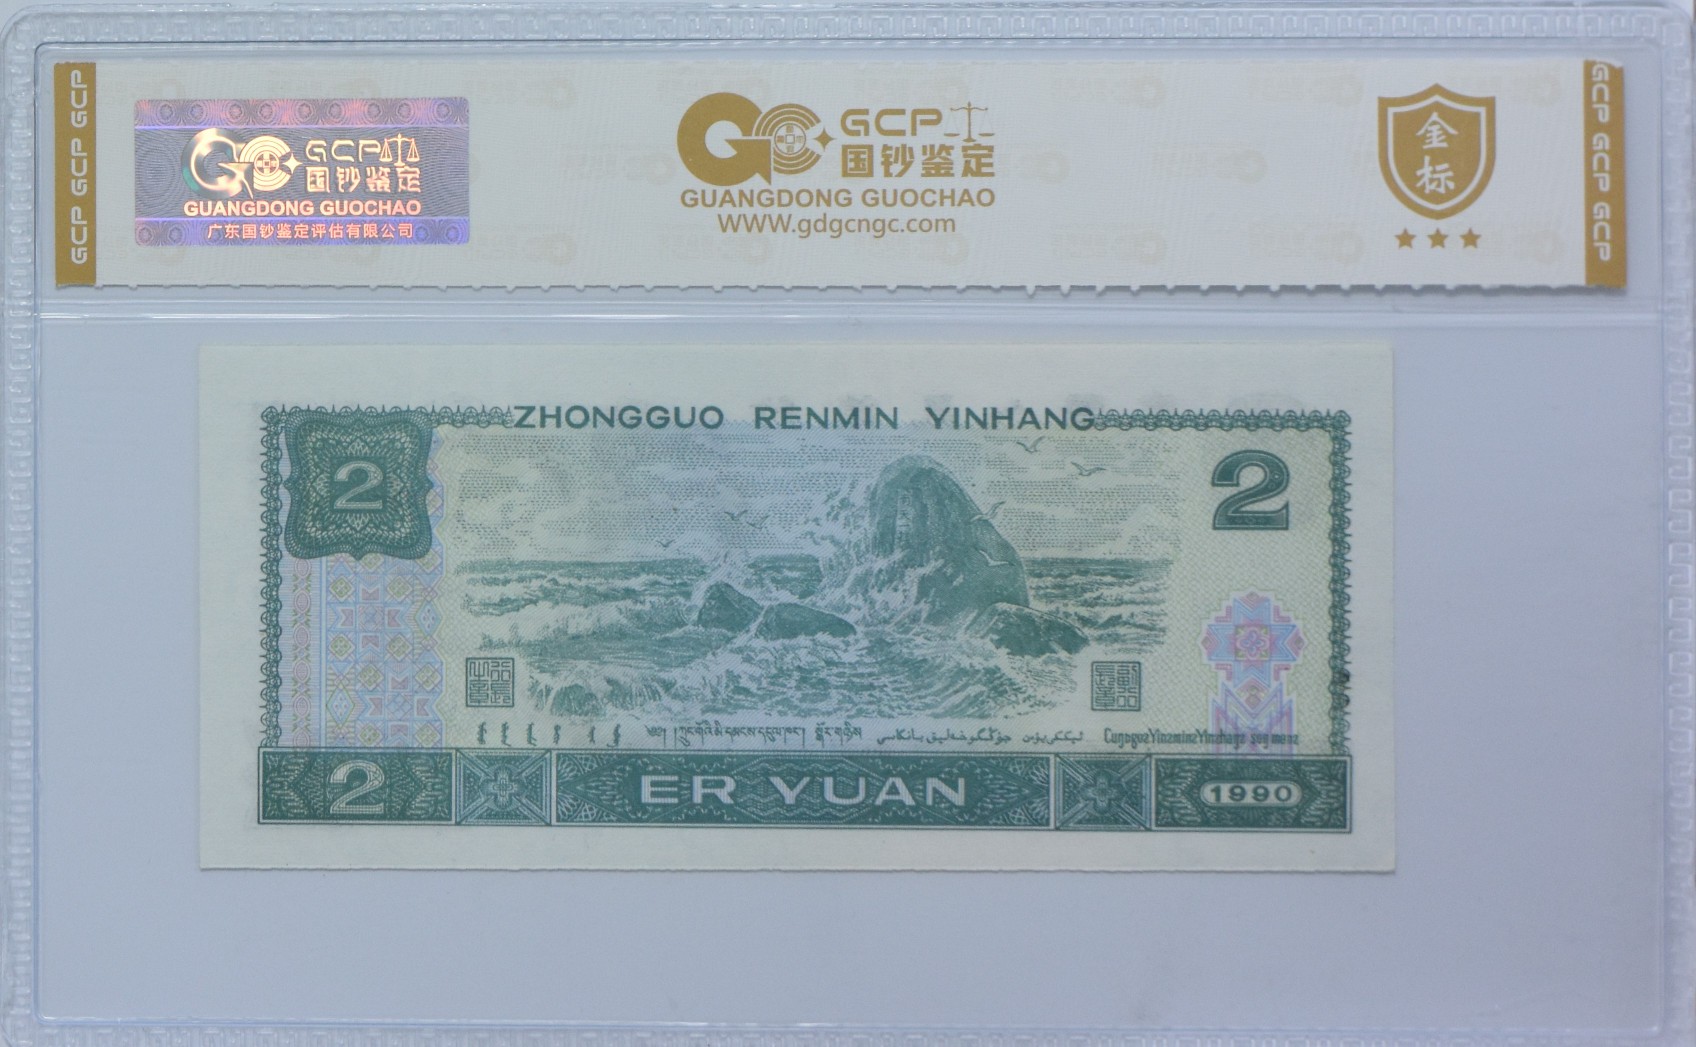 GCP GCP GCP
GCP
国钞鉴定
GUANGDONG GUOCHAO
广东国钞鉴定评估有限公司
GCP
国钞鉴定
GUANGDONG GUOCHAO
WWW.gdgcngc.com
金
标
GCP GCP GCP
ZHONGGUO RENMIN YINHANG
2
2
2
ER YUAN
1990